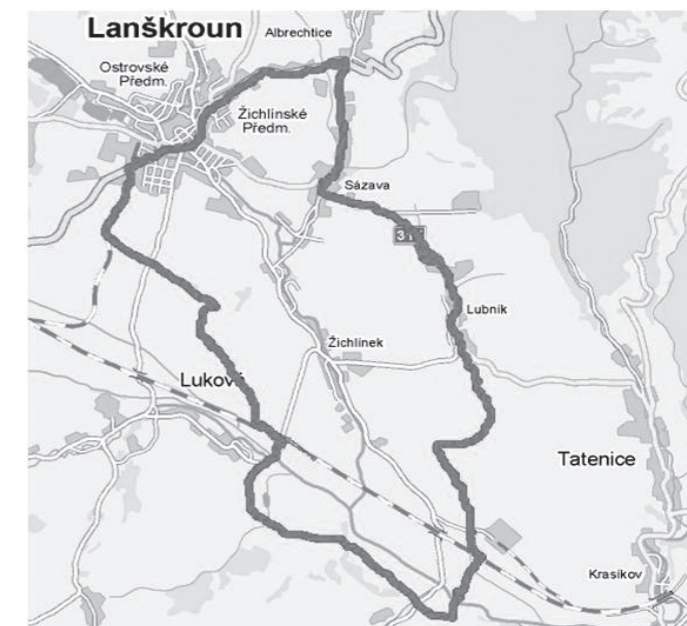 Lanškroun
Albrechtice
Ostrovské
Předm.
Žichlínské
Předm.
Sázava
Lubník
Žichlínek
Tatenice
Krasíkov